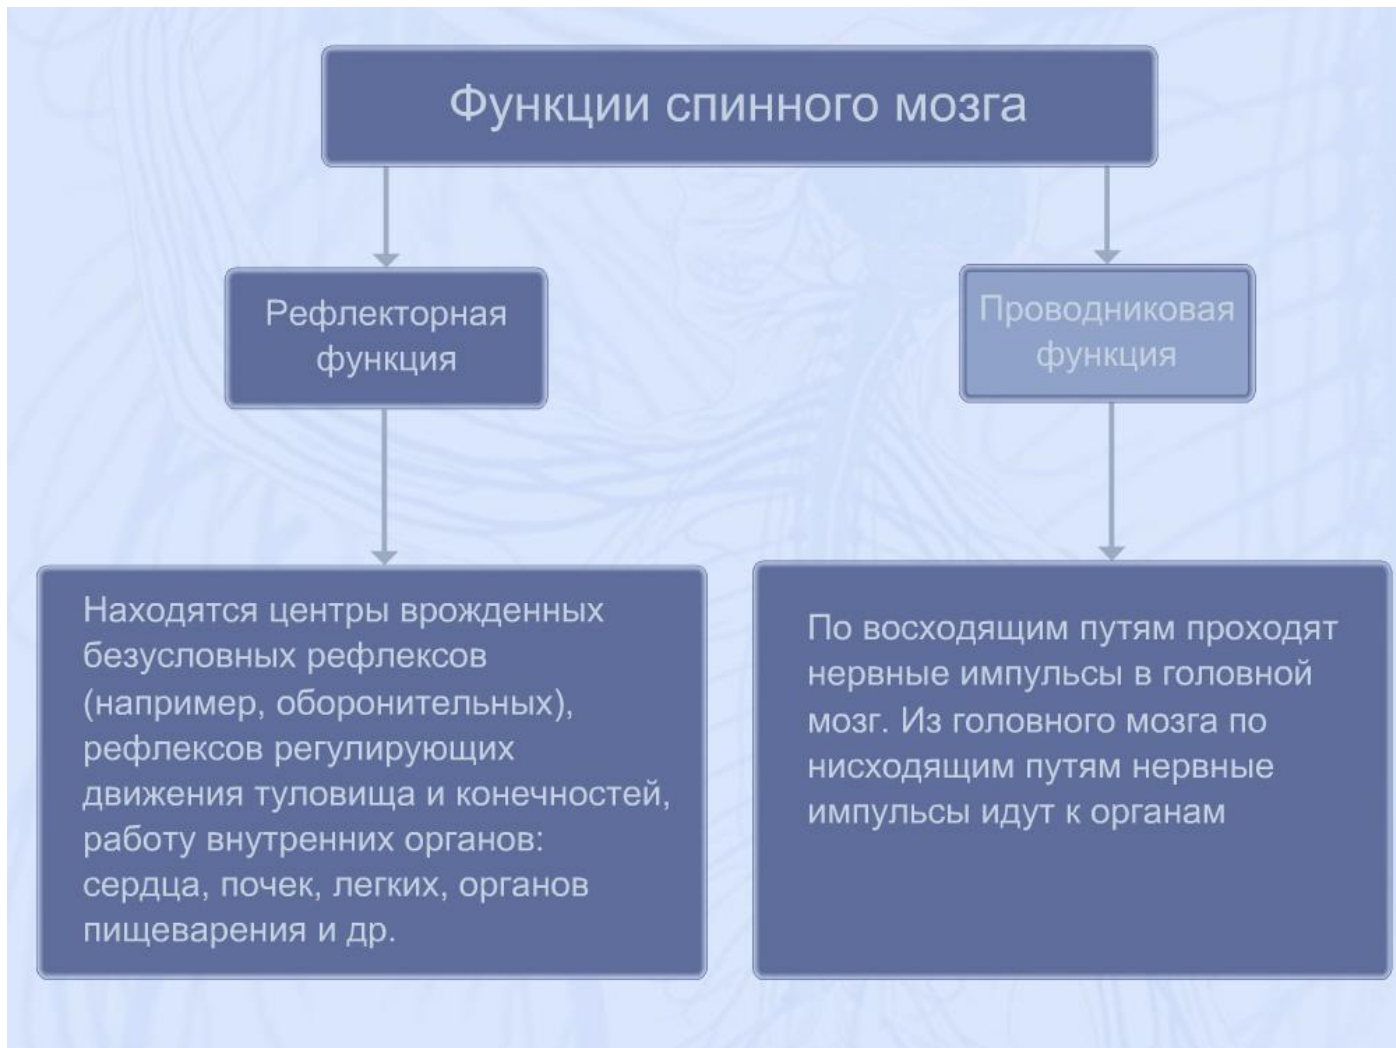 Функции спинного мозга
Рефлекторная
функция
Проводниковая
функция
Находятся центры врожденных
безусловных рефлексов
(например, оборонительных),
рефлексов регулирующих
движения туловища и конечностей,
работу внутренних органов:
сердца, почек, легких, органов
пищеварения и др.
По восходящим путям проходят
нервные импульсы в головной
мозг. Из головного мозга по
нисходящим путям нервные
импульсы идут к органам